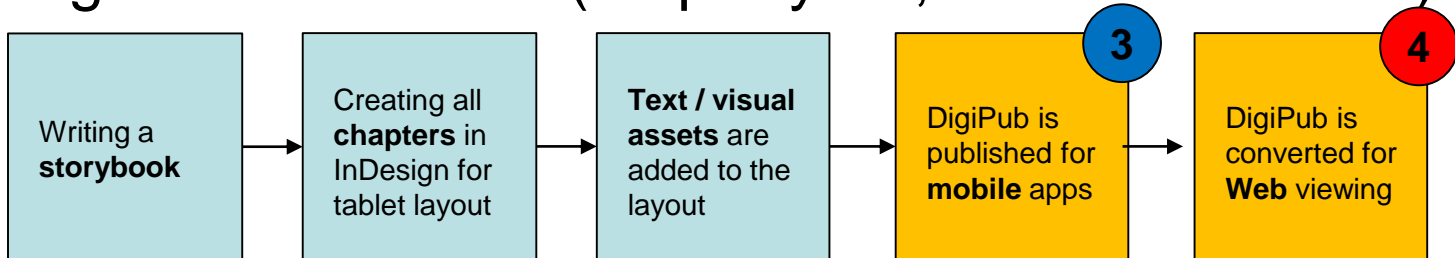 3
4
Writing a
storybook
Creating all
chapters in
InDesign for
tablet layout
Text / visual
assets are
added to the
layout
DigiPub is
published for
mobile apps
DigiPub is
converted for
Web viewing